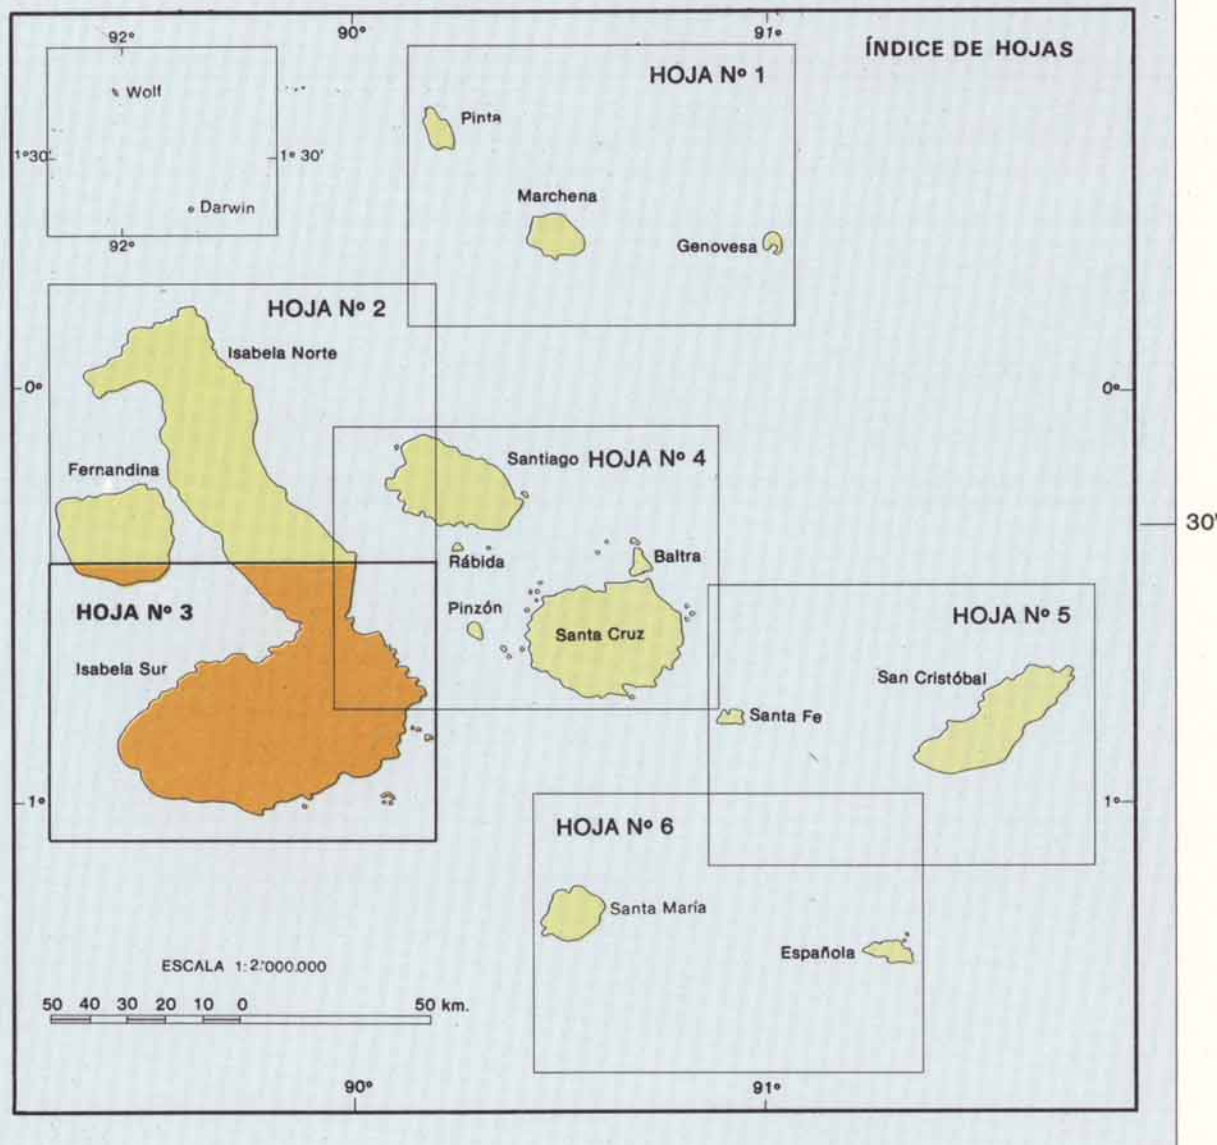 90°
91°
ÍNDICE DE HOJAS
92°
Wolf
1°30'
1° 30'
Darwin
92°
HOJA Nº 1
Pinta
Marchena
Genovesa
HOJA Nº 2
Isabela Norte
0°
0°
Fernandina
Santiago
HOJA Nº 4
30'
Rábida
Baltra
HOJA Nº 3
Pinzón
Santa Cruz
HOJA Nº 5
Isabela Sur
San Cristóbal
Santa Fe
1°
1°
HOJA Nº 6
Santa María
Española
ESCALA 1:2'000.000
50 40 30 20 10 0 50 km.
90°
91°